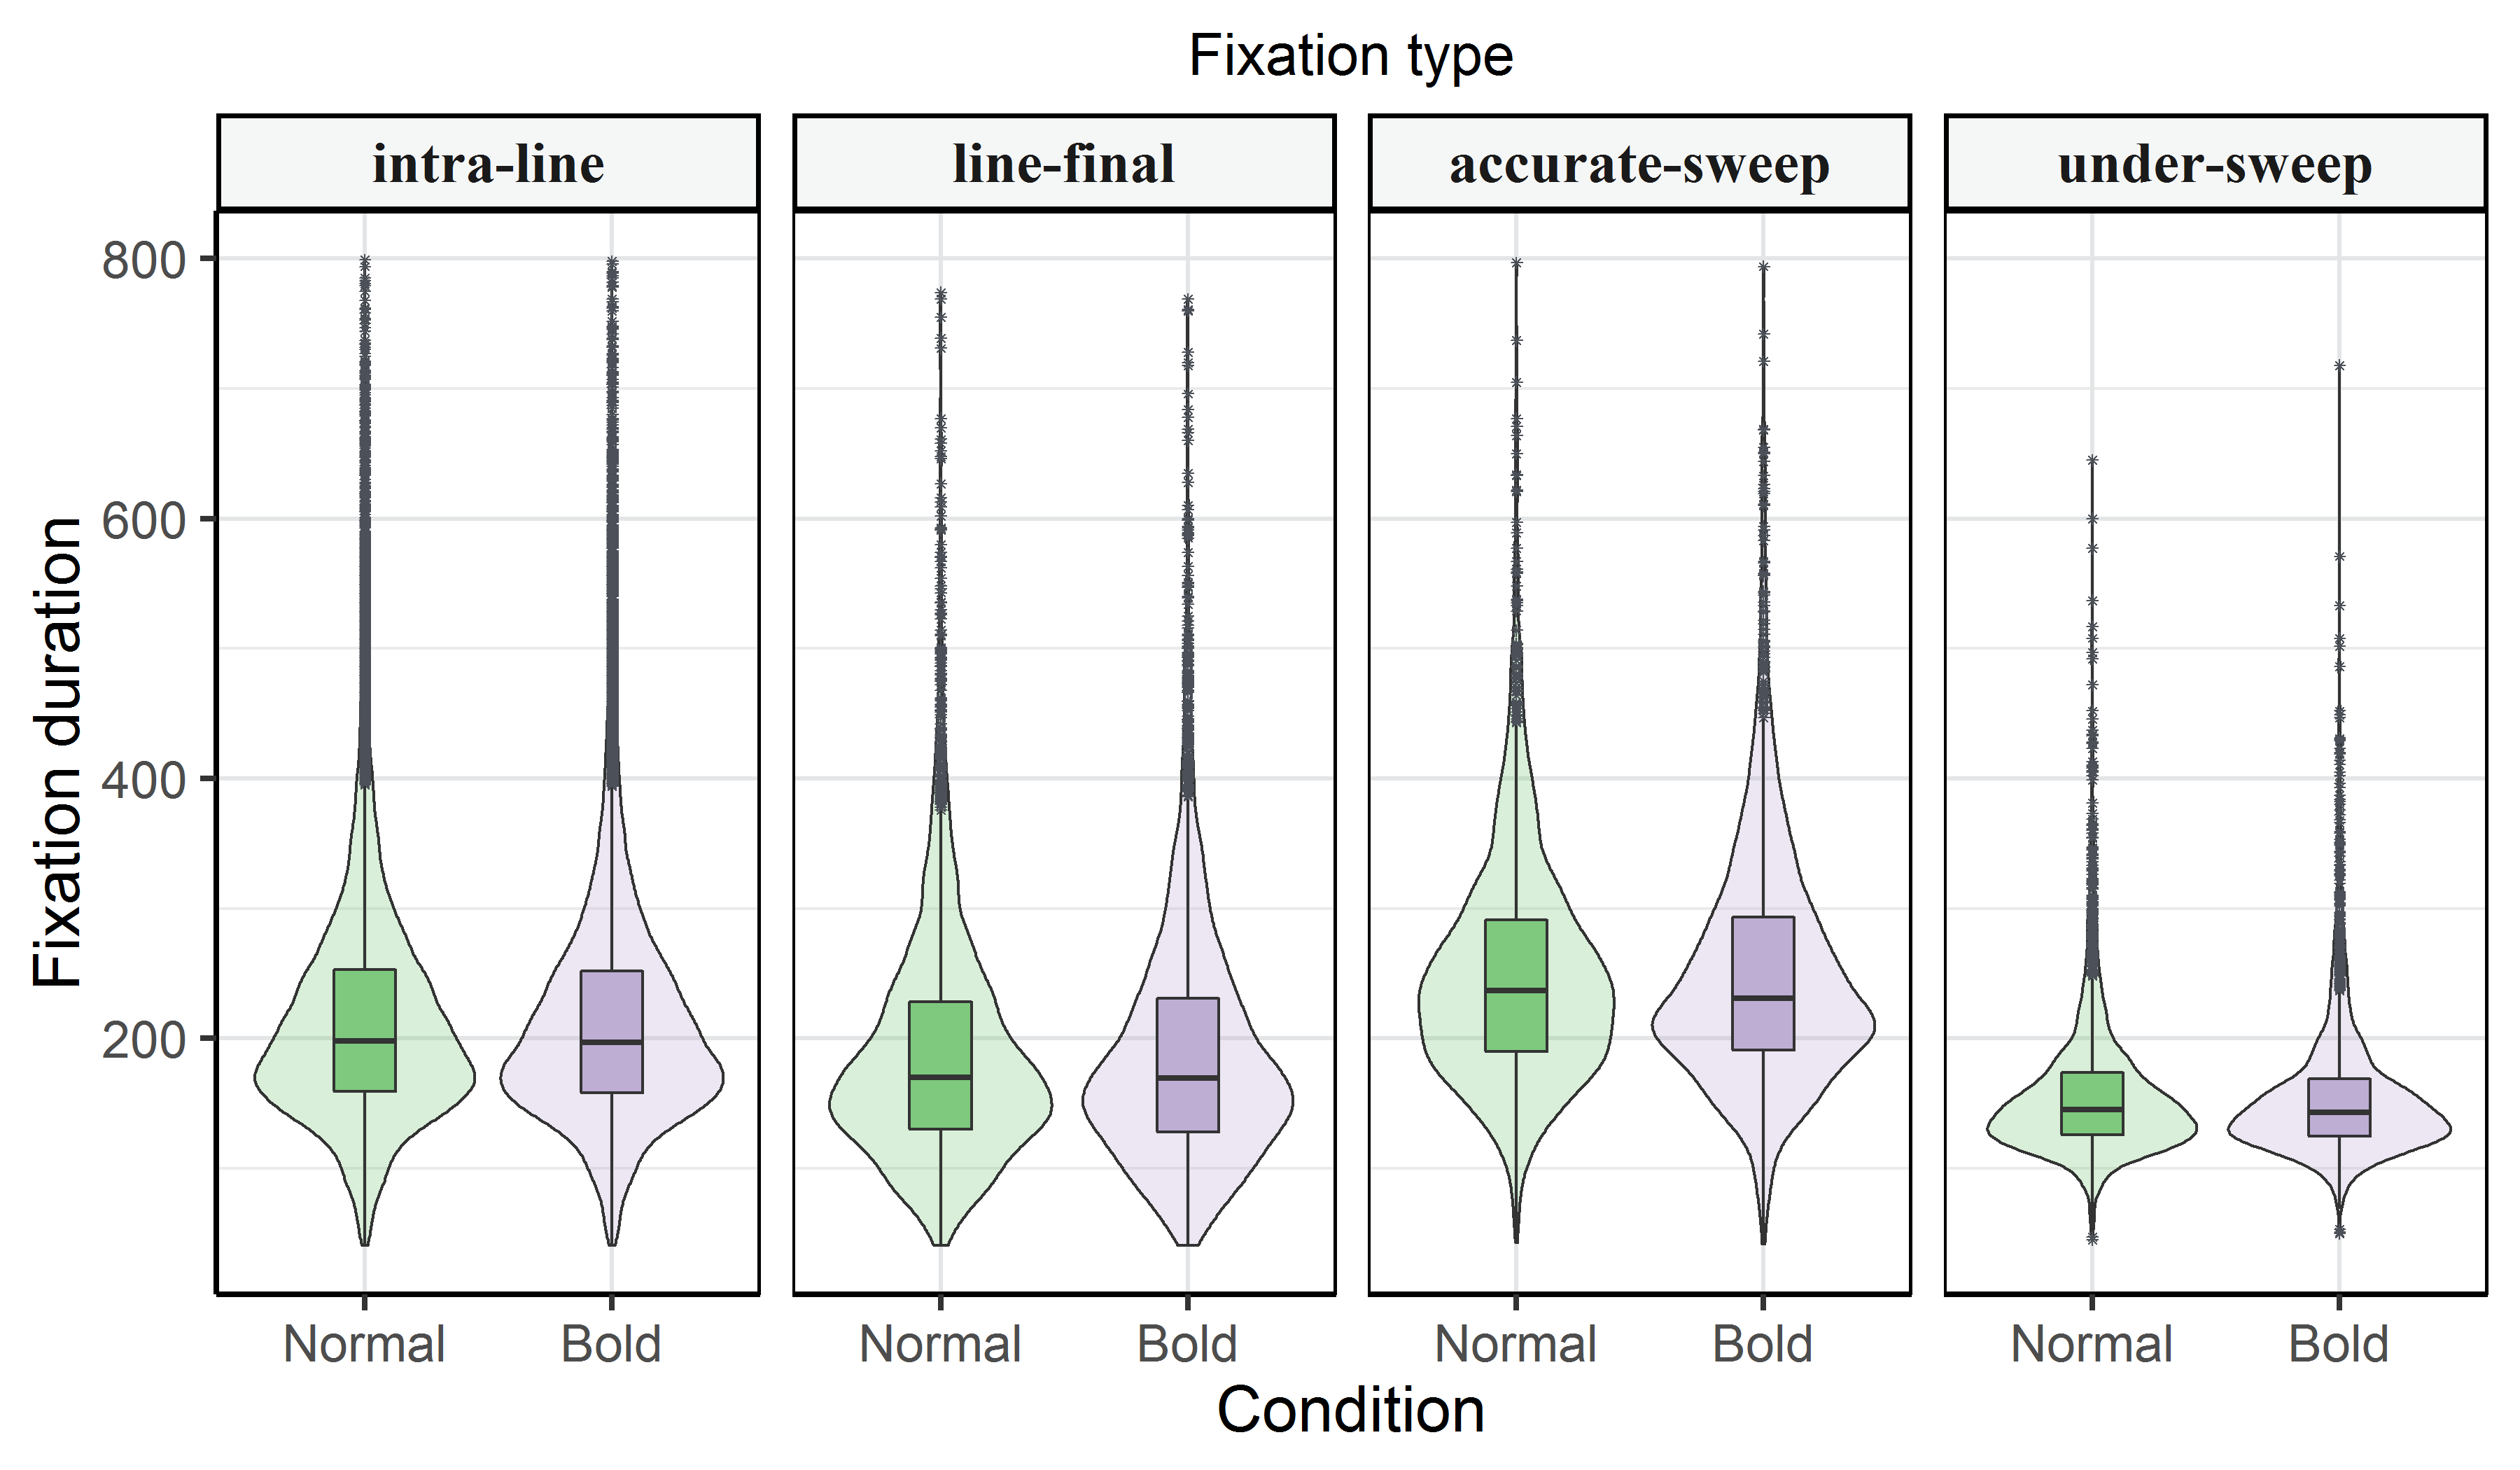 Fixation type
intra-line line-final accurate-sweep under-sweep
800
600
400
200
Fixation duration
Normal Bold Normal Bold Normal Bold Normal Bold
Condition